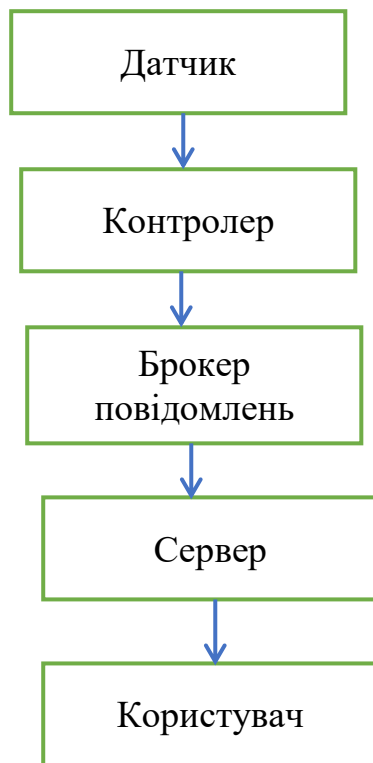 Датчик
Контролер
Брокер
повідомлень
Сервер
Користувач